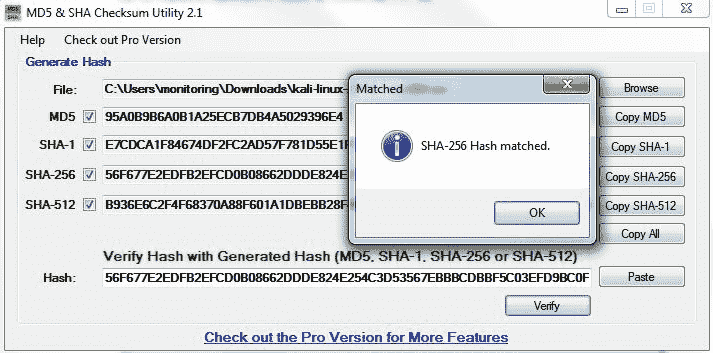 MD5 SHA
MD5 & SHA Checksum Utility 2.1
Help Check out Pro Version
Generate Hash
File: C:\Users\monitoring\Downloads\kali-linux- Browse
MD5 95A0B9B6A0B1A25ECB7DB4A5029396E4 Copy MD5
SHA-1 E7CDCA1F84674DF2FC2AD57F781D55E1 Copy SHA-1
SHA-256 56F677E2EDFB2EFCD0B08662DDDE824E Copy SHA-256
SHA-512 B936E6C2F4F68370A88F601A1DBEBB28F Copy SHA-512
Copy All
Matched
SHA-256 Hash matched.
OK
Verify Hash with Generated Hash (MD5, SHA-1, SHA-256 or SHA-512)
Hash: 56F677E2EDFB2EFCD0B08662DDDE824E254C3D53567EBBBCDBBF5C03EFD9BC0F Paste
Verify
Check out the Pro Version for More Features